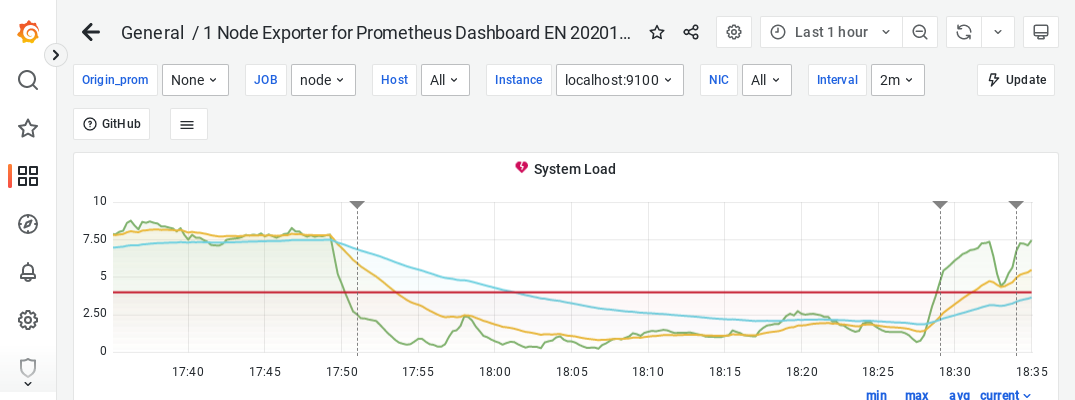 General / 1 Node Exporter for Prometheus Dashboard EN 20201...
Last 1 hour
Origin_prom None JOB node Host All Instance localhost:9100 NIC All Interval 2m Update
GitHub
System Load
10
7.50
5
2.50
0
17:40 17:45 17:50 17:55 18:00 18:05 18:10 18:15 18:20 18:25 18:30 18:35
min max avg current